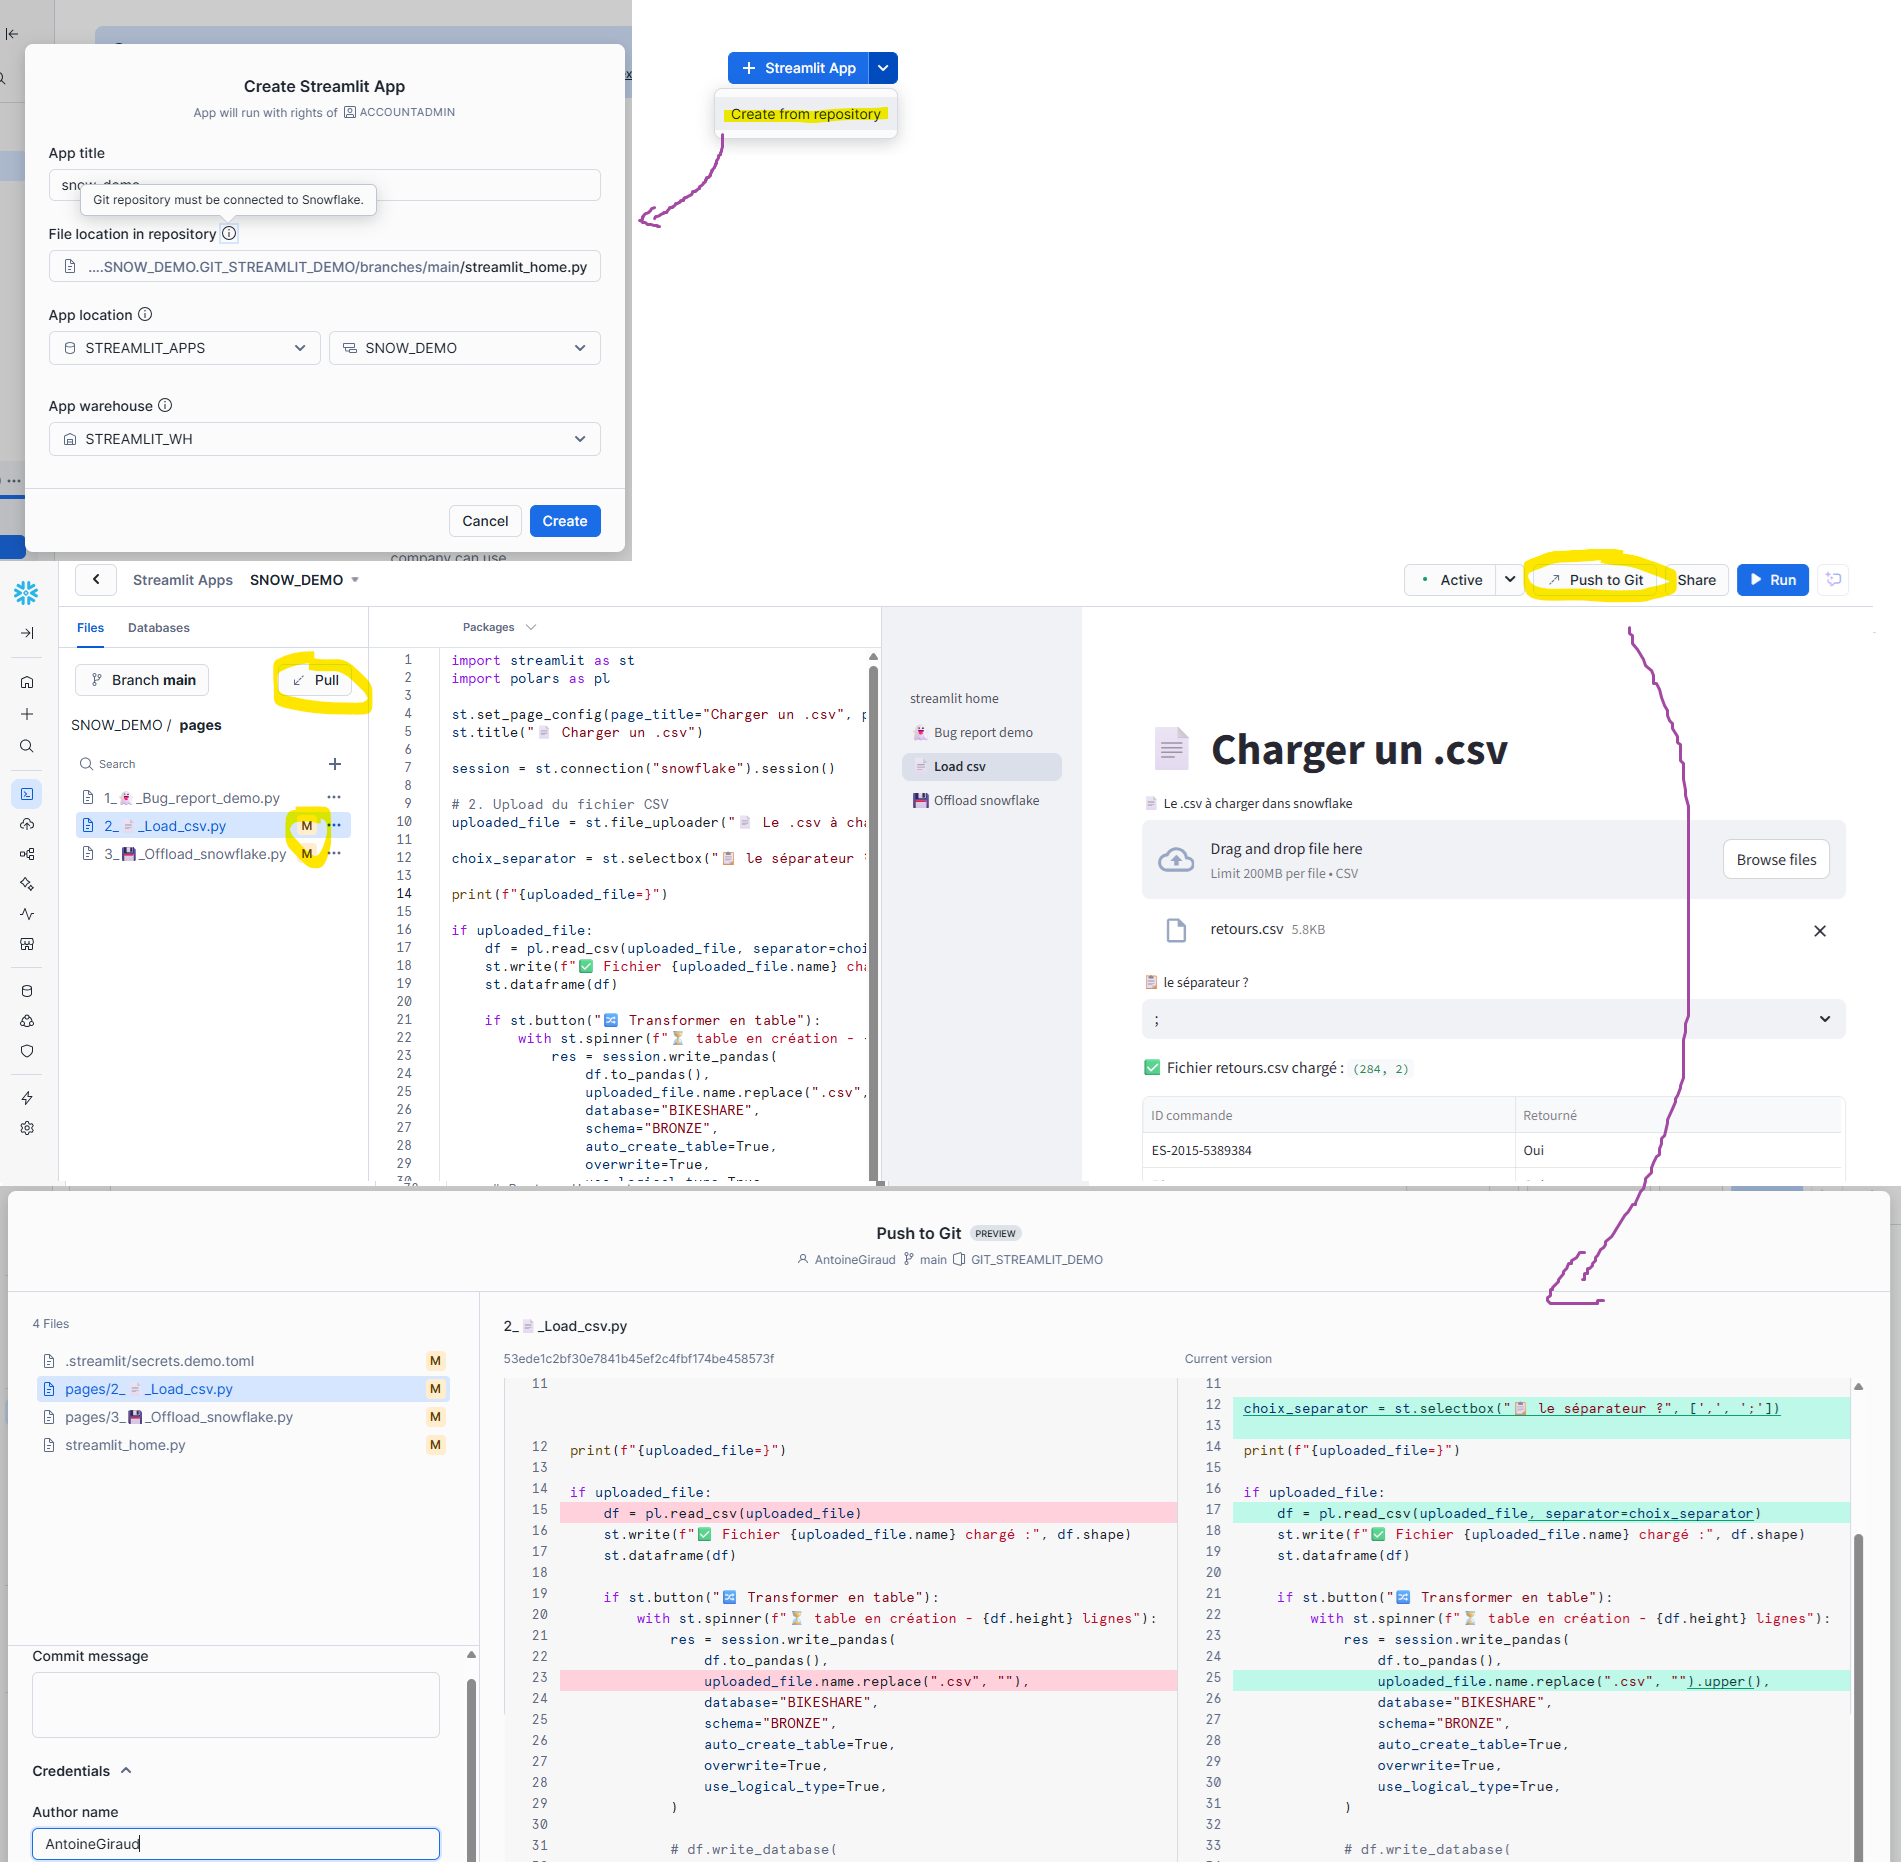 Create Streamlit App
App will run with rights of ACCOUNTADMIN
App title
snow_demo
Git repository must be connected to Snowflake.
File location in repository
....SNOW_DEMO.GIT_STREAMLIT_DEMO/branches/main/streamlit_home.py
App location
STREAMLIT_APPS
SNOW_DEMO
App warehouse
STREAMLIT_WH
Cancel
Create
company can use
+ Streamlit App
Create from repository
Streamlit Apps SNOW_DEMO
Active
Push to Git
Share
Run
Files Databases
Branch main
Pull
SNOW_DEMO / pages
Search
1_👻_Bug_report_demo.py
2_📄_Load_csv.py M
3_💾_Offload_snowflake.py M
Packages
1 import streamlit as st
2 import polars as pl
3
4 st.set_page_config(page_title="Charger un .csv", p
5 st.title("📄 Charger un .csv")
6
7 session = st.connection("snowflake").session()
8
9 # 2. Upload du fichier CSV
10 uploaded_file = st.file_uploader("📄 Le .csv à cha
11
12 choix_separator = st.selectbox("📋 le séparateur ?
13
14 print(f"{uploaded_file=}")
15
16 if uploaded_file:
17 df = pl.read_csv(uploaded_file, separator=choi
18 st.write(f"✅ Fichier {uploaded_file.name} cha
19 st.dataframe(df)
20
21 if st.button("🔀 Transformer en table"):
22 with st.spinner(f"⏳ table en création - {
23 res = session.write_pandas(
24 df.to_pandas(),
25 uploaded_file.name.replace(".csv",
26 database="BIKESHARE",
27 schema="BRONZE",
28 auto_create_table=True,
29 overwrite=True,
30 use_logical_type=True
streamlit home
👻 Bug report demo
📄 Load csv
💾 Offload snowflake
📄 Charger un .csv
📄 Le .csv à charger dans snowflake
Drag and drop file here
Limit 200MB per file • CSV
Browse files
retours.csv 5.8KB
📋 le séparateur ?
;
✅ Fichier retours.csv chargé : (284, 2)
ID commande Retourné
ES-2015-5389384 Oui
Push to Git PREVIEW
AntoineGiraud main GIT_STREAMLIT_DEMO
4 Files
.streamlit/secrets.demo.toml M
pages/2_📄_Load_csv.py M
pages/3_💾_Offload_snowflake.py M
streamlit_home.py M
Commit message
Credentials
Author name
AntoineGiraud
2_📄_Load_csv.py
53ede1c2bf30e7841b45ef2c4fbf174be458573f
11
12 print(f"{uploaded_file=}")
13
14 if uploaded_file:
15 df = pl.read_csv(uploaded_file)
16 st.write(f"✅ Fichier {uploaded_file.name} chargé :", df.shape)
17 st.dataframe(df)
18
19 if st.button("🔀 Transformer en table"):
20 with st.spinner(f"⏳ table en création - {df.height} lignes"):
21 res = session.write_pandas(
22 df.to_pandas(),
23 uploaded_file.name.replace(".csv", ""),
24 database="BIKESHARE",
25 schema="BRONZE",
26 auto_create_table=True,
27 overwrite=True,
28 use_logical_type=True,
29 )
30
31 # df.write_database(
Current version
11
12 choix_separator = st.selectbox("📋 le séparateur ?", [',', ';'])
13
14 print(f"{uploaded_file=}")
15
16 if uploaded_file:
17 df = pl.read_csv(uploaded_file, separator=choix_separator)
18 st.write(f"✅ Fichier {uploaded_file.name} chargé :", df.shape)
19 st.dataframe(df)
20
21 if st.button("🔀 Transformer en table"):
22 with st.spinner(f"⏳ table en création - {df.height} lignes"):
23 res = session.write_pandas(
24 df.to_pandas(),
25 uploaded_file.name.replace(".csv", "").upper(),
26 database="BIKESHARE",
27 schema="BRONZE",
28 auto_create_table=True,
29 overwrite=True,
30 use_logical_type=True,
31 )
32
33 # df.write_database(